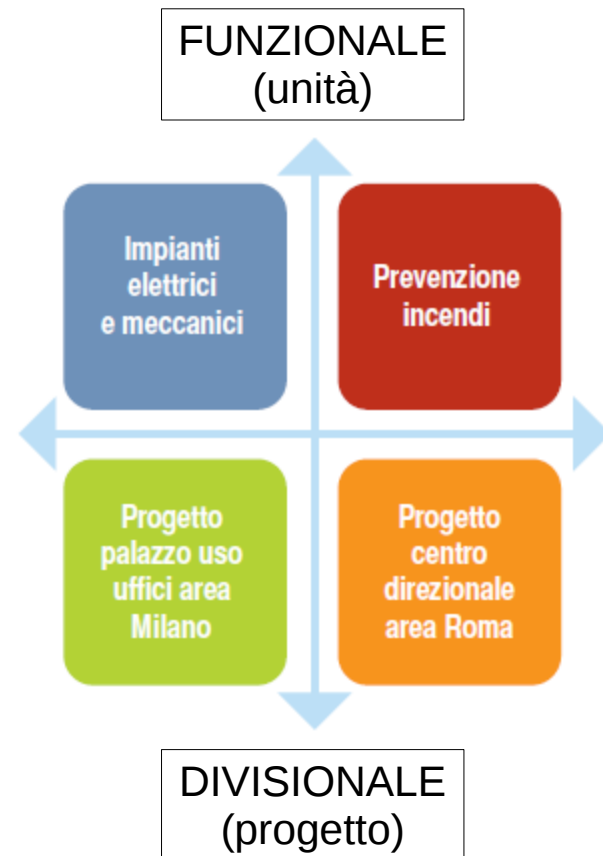 FUNZIONALE
(unità)
Impianti
elettrici
e meccanici
Prevenzione
incendi
Progetto
palazzo uso
uffici area
Milano
Progetto
centro
direzionale
area Roma
DIVISIONALE
(progetto)